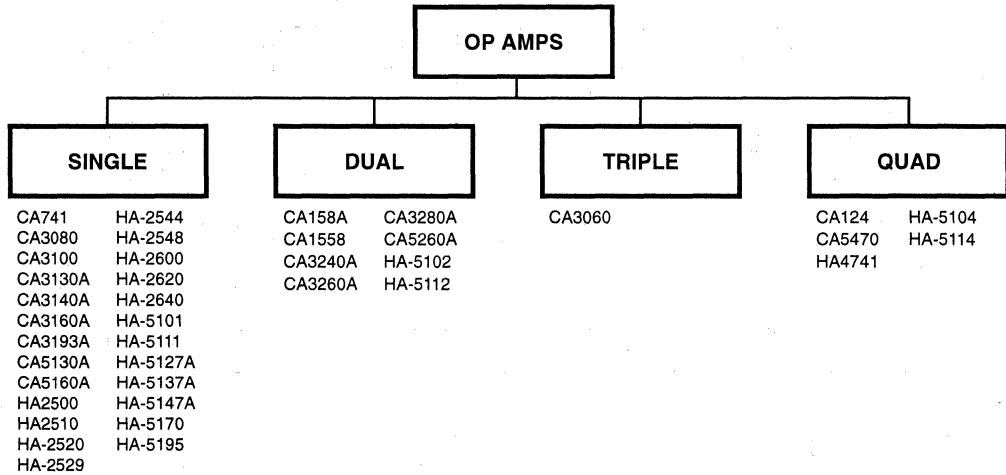 OP AMPS
SINGLE
CA741 HA-2544
CA3080 HA-2548
CA3100 HA-2600
CA3130A HA-2620
CA3140A HA-2640
CA3160A HA-5101
CA3193A HA-5111
CA5130A HA-5127A
CA5160A HA-5137A
HA2500 HA-5147A
HA2510 HA-5170
HA-2520 HA-5195
HA-2529
DUAL
CA158A CA3280A
CA1558 CA5260A
CA3240A HA-5102
CA3260A HA-5112
TRIPLE
CA3060
QUAD
CA124 HA-5104
CA5470 HA-5114
HA4741